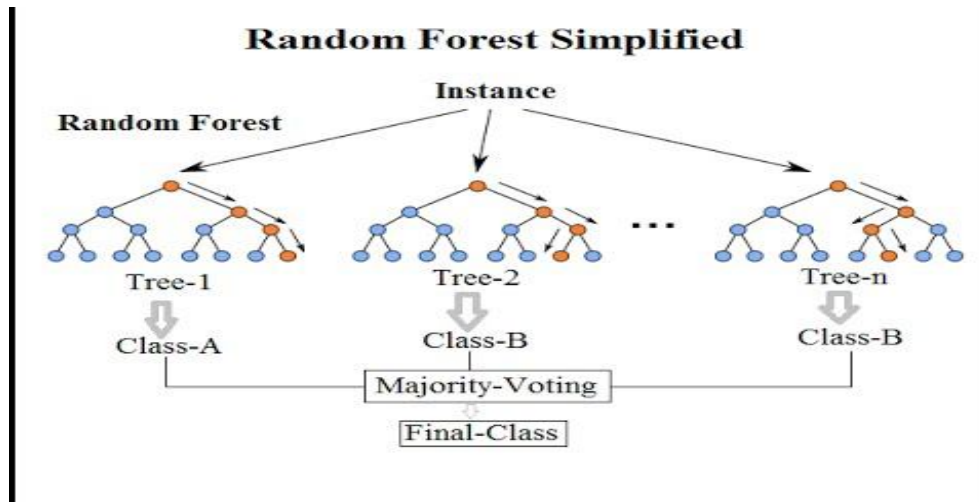 Random Forest Simplified
Instance
Random Forest
...
Tree-1
Tree-2
Tree-n
Class-A
Class-B
Class-B
Majority-Voting
Final-Class